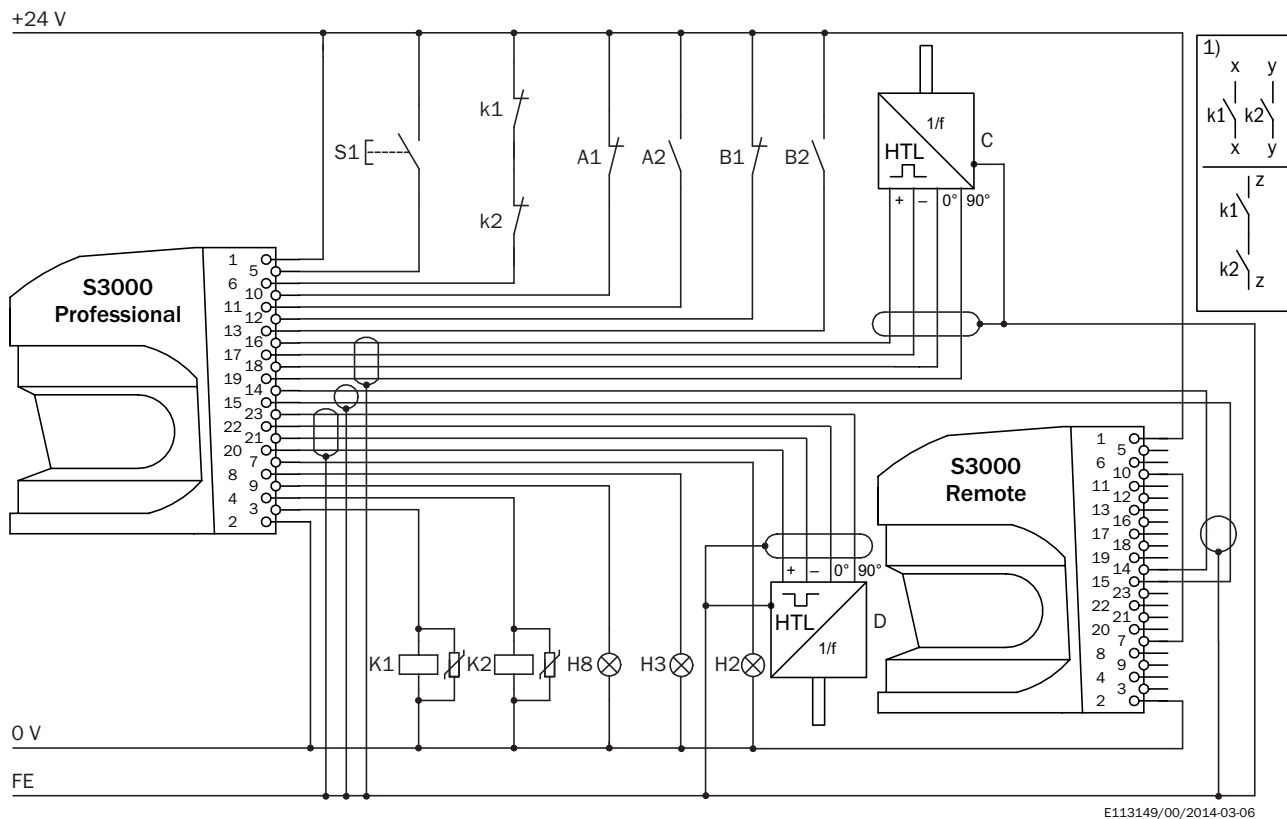 +24 V
1)
x y
k1 k2
x y
z
k1
k2
z
k1
S1
A1 A2 B1 B2
k2
1/f
HTL
C
+ – 0° 90°
S3000
Professional
1
5
6
10
11
12
13
16
17
18
19
14
15
23
22
21
20
7
8
9
4
3
2
S3000
Remote
1
5
6
10
11
12
13
16
17
18
19
14
15
23
22
21
20
7
8
9
4
3
2
+ – 0° 90°
HTL
1/f
D
K1 K2 H8 H3 H2
0 V
FE
E113149/00/2014-03-06